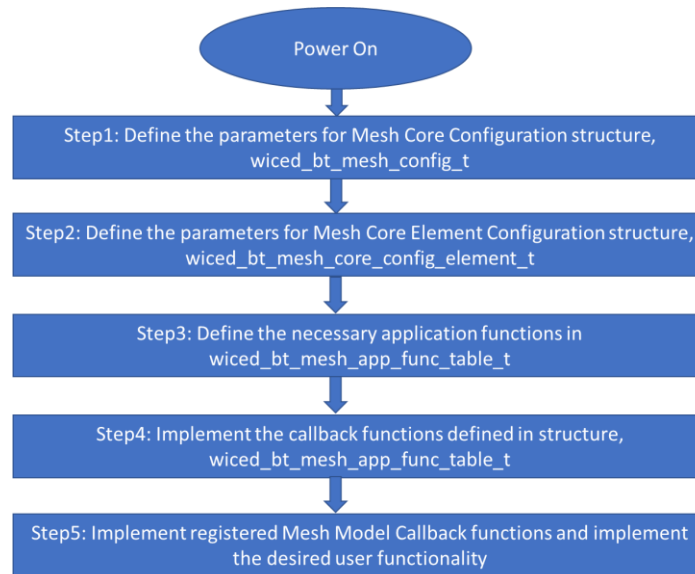 Power On
Step1: Define the parameters for Mesh Core Configuration structure,
wiced_bt_mesh_config_t
Step2: Define the parameters for Mesh Core Element Configuration structure,
wiced_bt_mesh_core_config_element_t
Step3: Define the necessary application functions in
wiced_bt_mesh_app_func_table_t
Step4: Implement the callback functions defined in structure,
wiced_bt_mesh_app_func_table_t
Step5: Implement registered Mesh Model Callback functions and implement
the desired user functionality